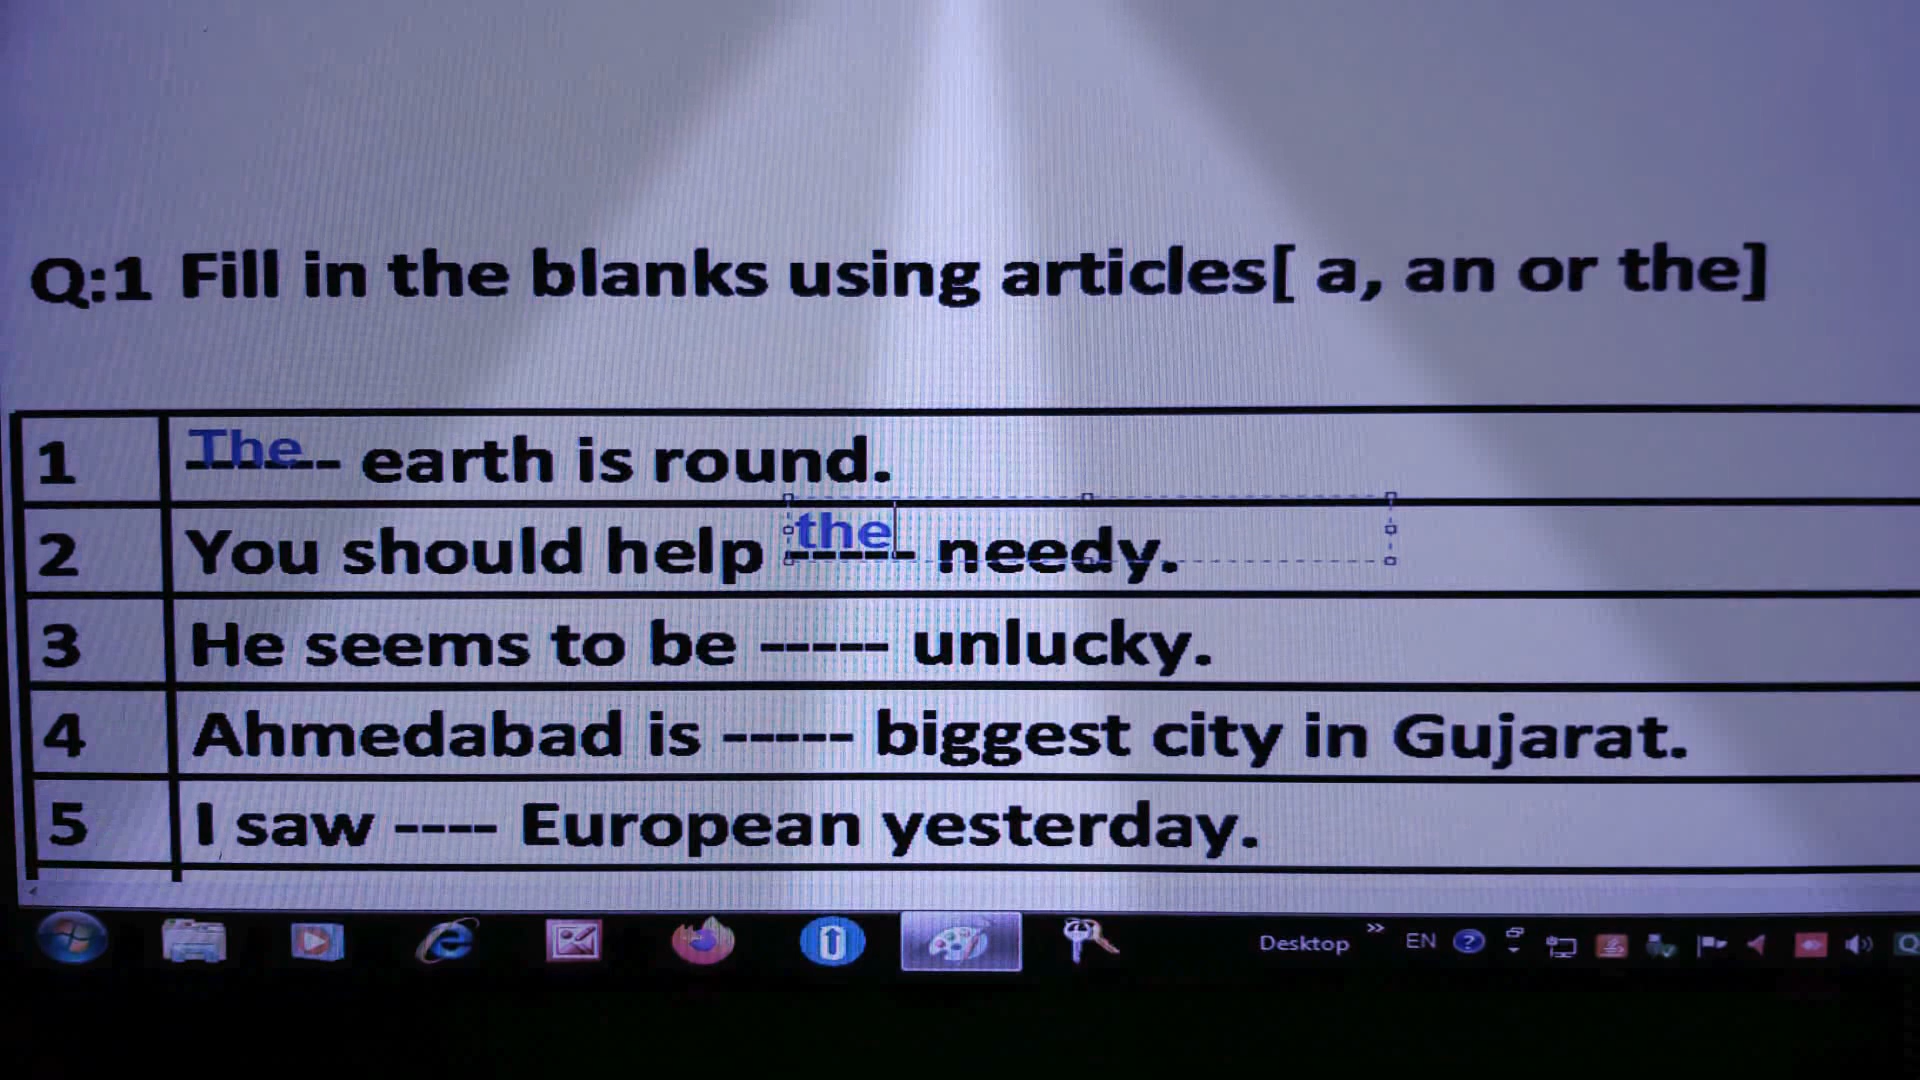 Q:1 Fill in the blanks using articles[ a, an or the]
1 The ----- earth is round.
2 You should help the ----- needy.
3 He seems to be ----- unlucky.
4 Ahmedabad is ----- biggest city in Gujarat.
5 I saw ---- European yesterday.
Desktop » EN